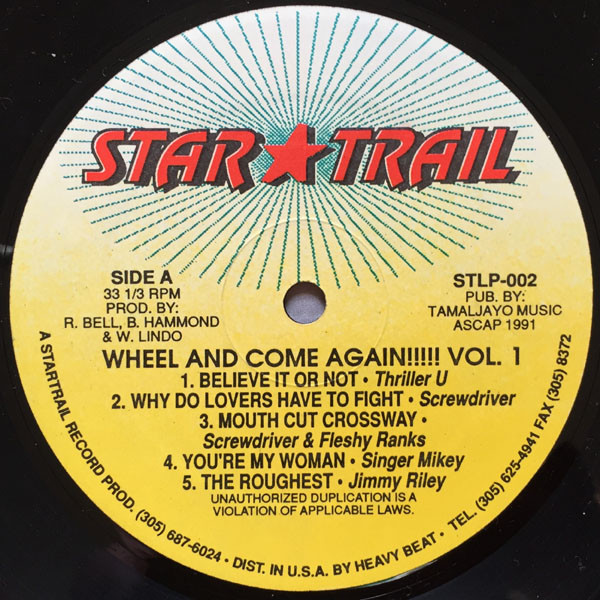 STAR★TRAIL
SIDE A
33 1/3 RPM
PROD. BY:
R. BELL, B. HAMMOND
& W. LINDO
STLP-002
PUB. BY:
TAMALJAYO MUSIC
ASCAP 1991
WHEEL AND COME AGAIN!!!!! VOL. 1
1. BELIEVE IT OR NOT • Thriller U
2. WHY DO LOVERS HAVE TO FIGHT • Screwdriver
3. MOUTH CUT CROSSWAY •
Screwdriver & Fleshy Ranks
4. YOU'RE MY WOMAN • Singer Mikey
5. THE ROUGHEST • Jimmy Riley
UNAUTHORIZED DUPLICATION IS A
VIOLATION OF APPLICABLE LAWS.
A STARTRAIL RECORD PROD. (305) 687-6024 • DIST. IN U.S.A. BY HEAVY BEAT • TEL. (305) 625-4941 FAX (305) 8372